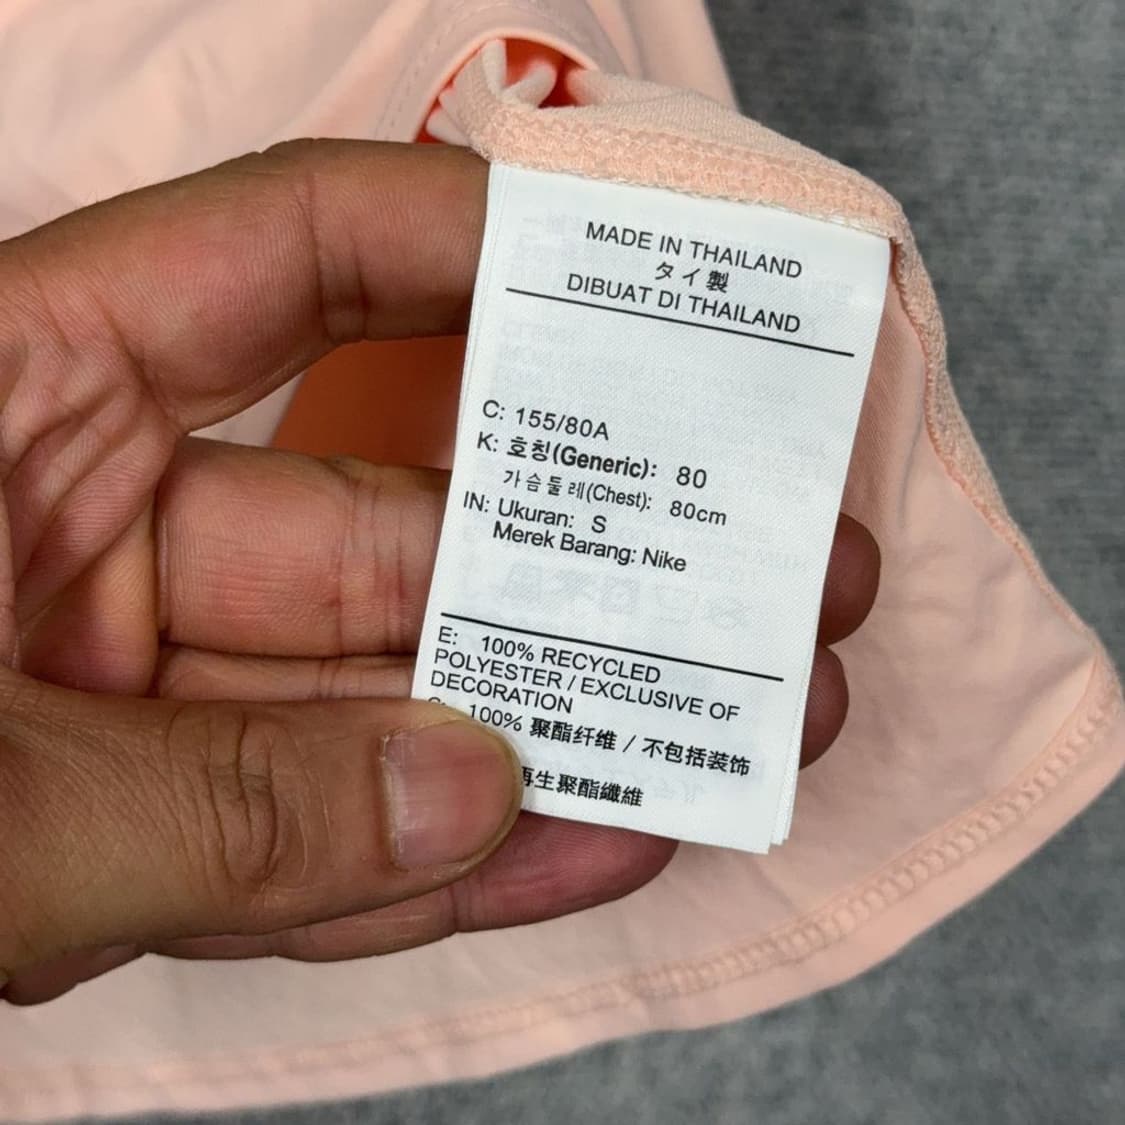 MADE IN THAILAND
タイ製
DIBUAT DI THAILAND
C: 155/80A
K: 호칭(Generic): 80
가슴둘레(Chest): 80cm
IN: Ukuran: S
Merek Barang: Nike
E: 100% RECYCLED
POLYESTER / EXCLUSIVE OF
DECORATION
100% 聚酯纤维 / 不包括装饰
再生聚酯纖維